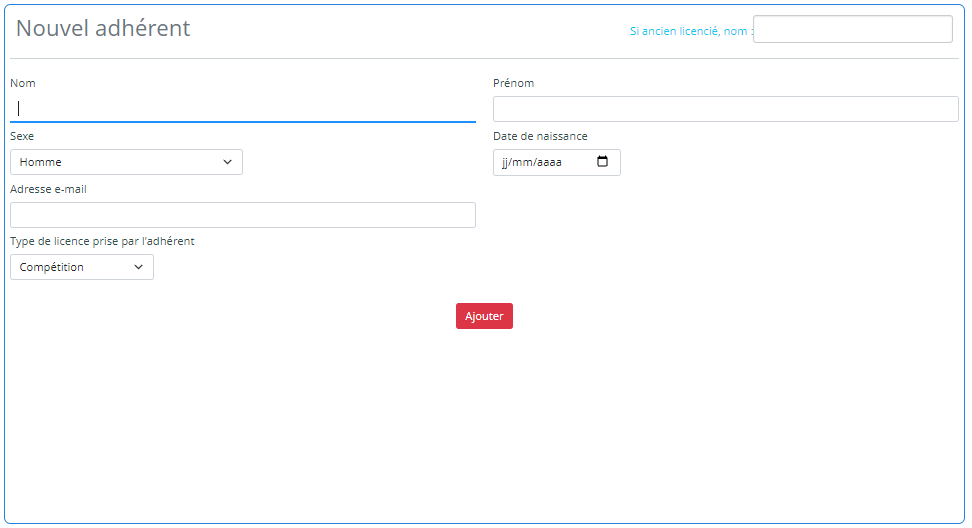 Nouvel adhérent
Si ancien licencié, nom :
Nom
Prénom
Sexe
Date de naissance
Homme
jj/mm/aaaa
Adresse e-mail
Type de licence prise par l'adhérent
Compétition
Ajouter